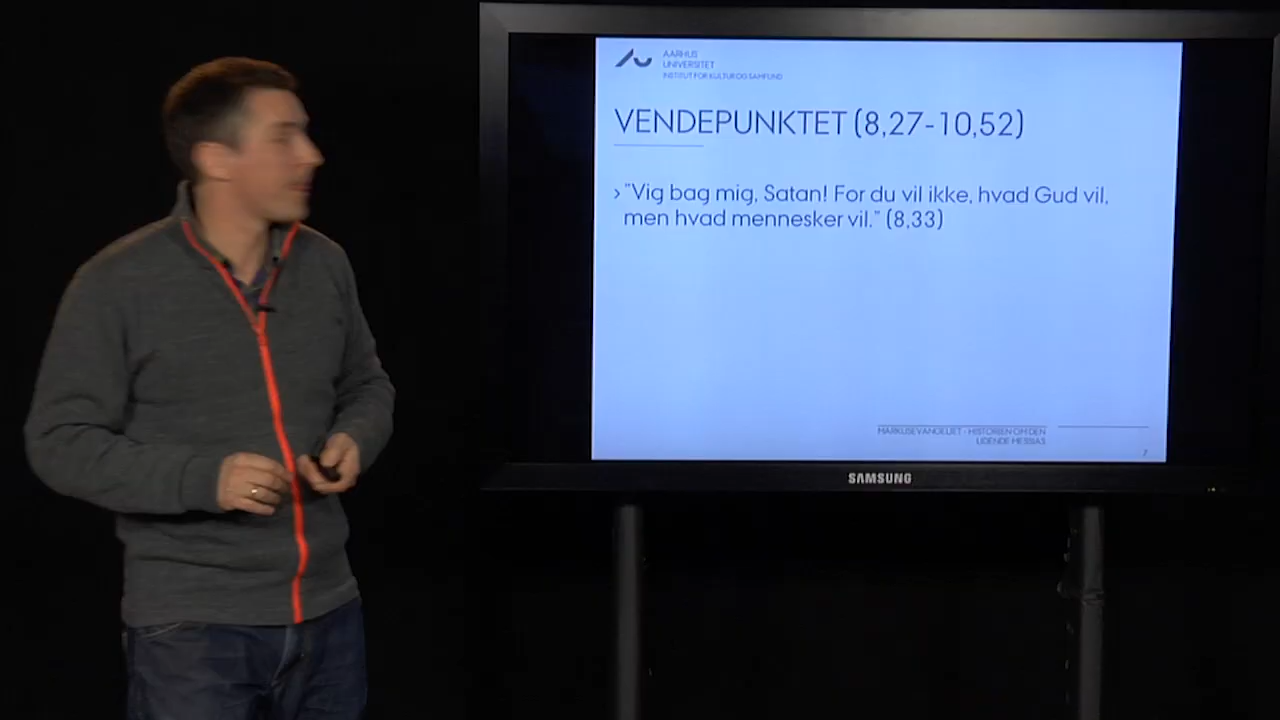 AARHUS
UNIVERSITET
INSTITUT FOR KULTUR OG SAMFUND
VENDEPUNKTET (8,27-10,52)
› "Vig bag mig, Satan! For du vil ikke, hvad Gud vil,
men hvad mennesker vil." (8,33)
MARKUSEVANGELIET - HISTORIEN OM DEN
LIDENDE MESSIAS
7
SAMSUNG